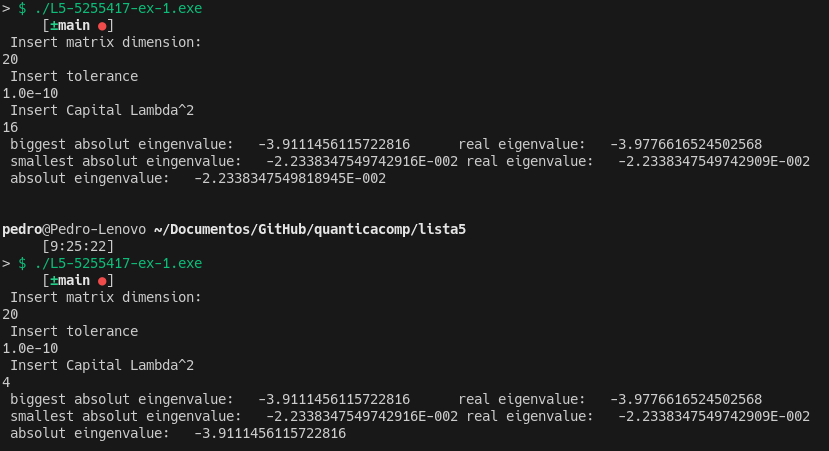 > $ ./L5-5255417-ex-1.exe
[±main ●]
Insert matrix dimension:
20
Insert tolerance
1.0e-10
Insert Capital Lambda^2
16
biggest absolut eingenvalue:   -3.9111456115722816      real eigenvalue:   -3.9776616524502568
smallest absolut eingenvalue:   -2.2338347549742916E-002 real eigenvalue:   -2.2338347549742909E-002
absolut eingenvalue:   -2.2338347549818945E-002
pedro@Pedro-Lenovo ~/Documentos/GitHub/quanticacomp/lista5
[9:25:22]
> $ ./L5-5255417-ex-1.exe
[±main ●]
Insert matrix dimension:
20
Insert tolerance
1.0e-10
Insert Capital Lambda^2
4
biggest absolut eingenvalue:   -3.9111456115722816      real eigenvalue:   -3.9776616524502568
smallest absolut eingenvalue:   -2.2338347549742916E-002 real eigenvalue:   -2.2338347549742909E-002
absolut eingenvalue:   -3.9111456115722816